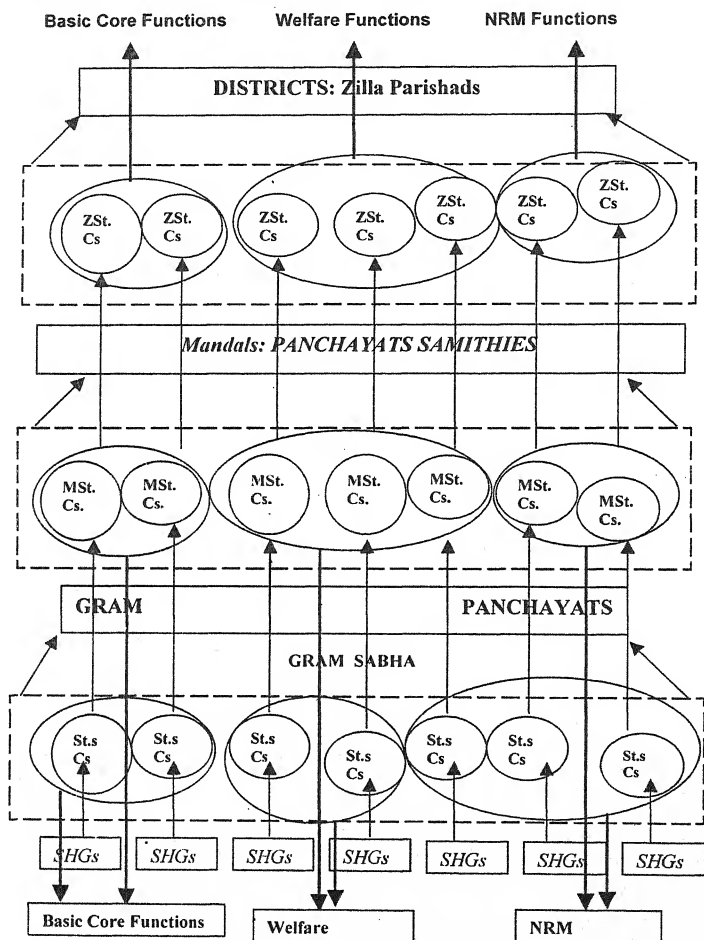 Basic Core Functions Welfare Functions NRM Functions
DISTRICTS: Zilla Parishads
ZSt. ZSt. ZSt. ZSt. ZSt. ZSt. ZSt.
Cs Cs Cs Cs Cs Cs Cs
Mandals: PANCHAYATS SAMITHIES
MSt. MSt. MSt. MSt. MSt. MSt. MSt.
Cs. Cs. Cs. Cs. Cs. Cs. Cs.
GRAM PANCHAYATS
GRAM SABHA
St.s St.s St.s St.s St.s St.s St.s
Cs Cs Cs Cs Cs Cs Cs
SHGs SHGs SHGs SHGs SHGs SHGs SHGs
Basic Core Functions Welfare NRM